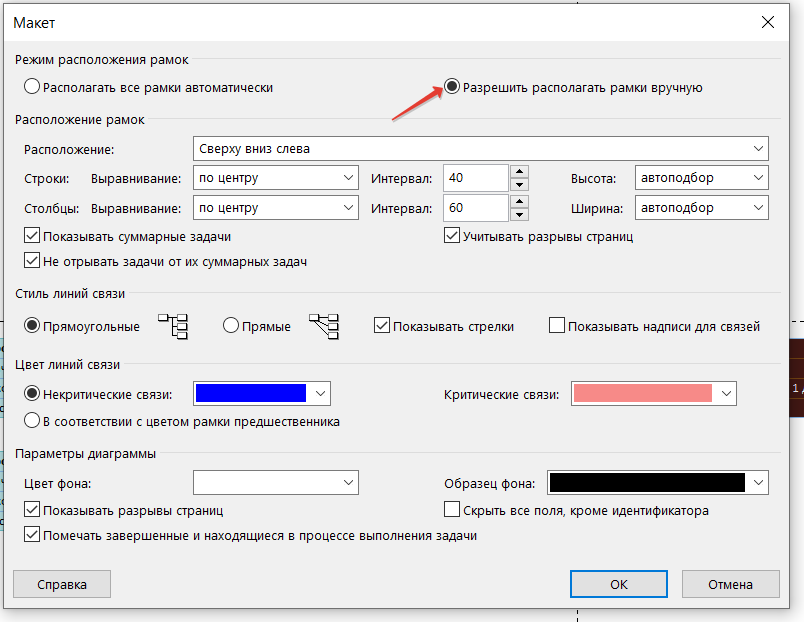 Макет
Режим расположения рамок
Располагать все рамки автоматически Разрешить располагать рамки вручную
Расположение рамок
Расположение: Сверху вниз слева
Строки: Выравнивание: по центру Интервал: 40 Высота: автоподбор
Столбцы: Выравнивание: по центру Интервал: 60 Ширина: автоподбор
Показывать суммарные задачи Учитывать разрывы страниц
Не отрывать задачи от их суммарных задач
Стиль линий связи
Прямоугольные Прямые Показывать стрелки Показывать надписи для связей
Цвет линий связи
Некритические связи: Критические связи:
В соответствии с цветом рамки предшественника
Параметры диаграммы
Цвет фона: Образец фона:
Показывать разрывы страниц Скрыть все поля, кроме идентификатора
Помечать завершенные и находящиеся в процессе выполнения задачи
Справка ОК Отмена